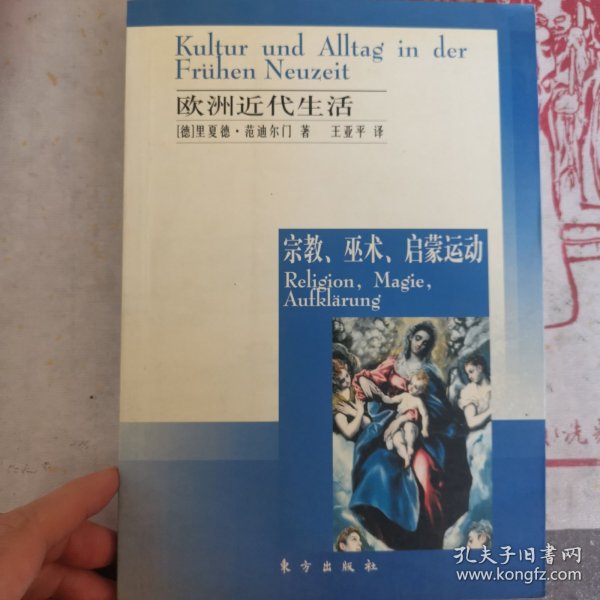 Kultur und Alltag in der
Frühen Neuzeit
欧洲近代生活
[德]里夏德·范迪尔门 著 王亚平 译
宗教、巫术、启蒙运动
Religion, Magie,
Aufklärung
东方出版社
孔夫子旧书网
www.kongfz.com